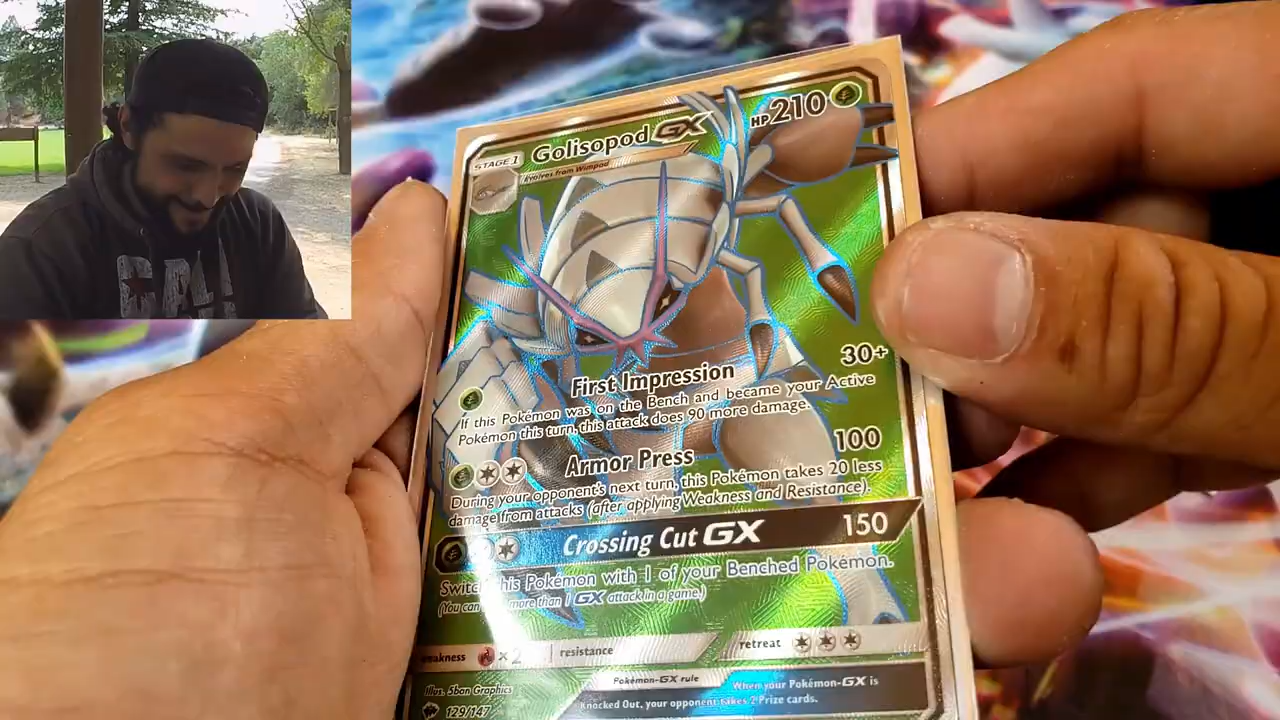 STAGE 1
Golisopod GX
HP 210
Evolves from Wimpod
First Impression 30+
If this Pokémon was on the Bench and became your Active
Pokémon this turn, this attack does 90 more damage.
Armor Press 100
During your opponent's next turn, this Pokémon takes 20 less
damage from attacks (after applying Weakness and Resistance).
Crossing Cut GX 150
this Pokémon with 1 of your Benched Pokémon.
(You more than 1 GX attack in a game.)
weakness × 2 resistance retreat
Illus. 5ban Graphics
129/147
Pokémon-GX rule
When your Pokémon-GX is
Knocked Out, your opponent takes 2 Prize cards.